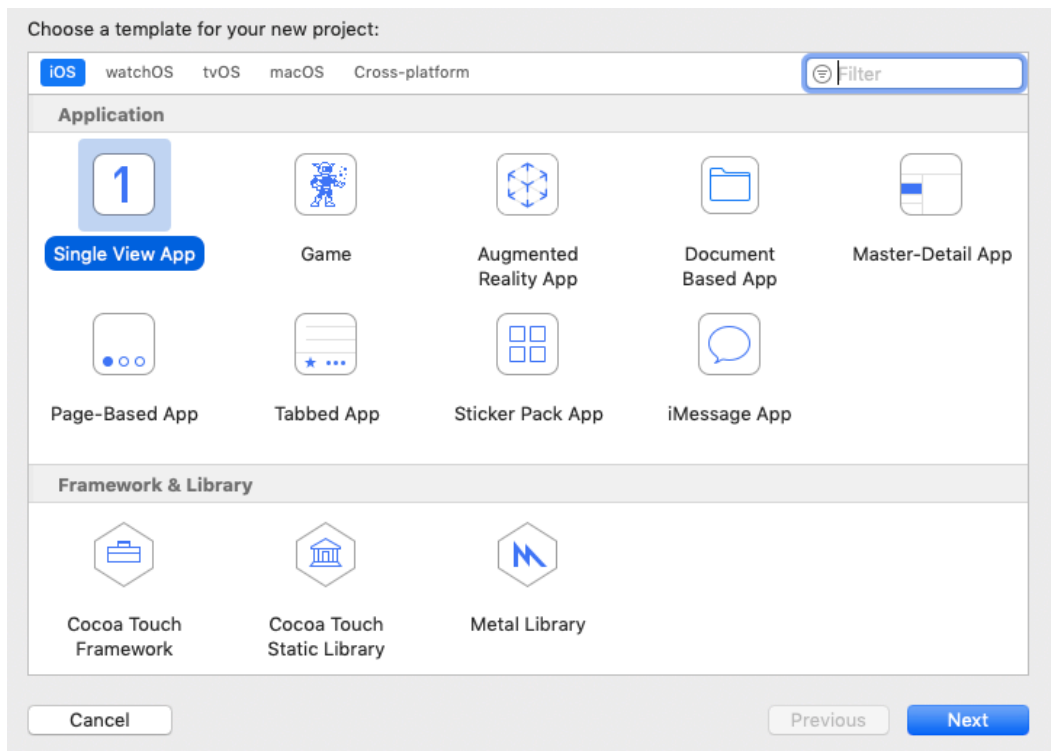 Choose a template for your new project:
iOS watchOS tvOS macOS Cross-platform Filter
Application
1
Single View App Game Augmented Reality App Document Based App Master-Detail App
Page-Based App Tabbed App Sticker Pack App iMessage App
Framework & Library
Cocoa Touch Framework Cocoa Touch Static Library Metal Library
Cancel Previous Next